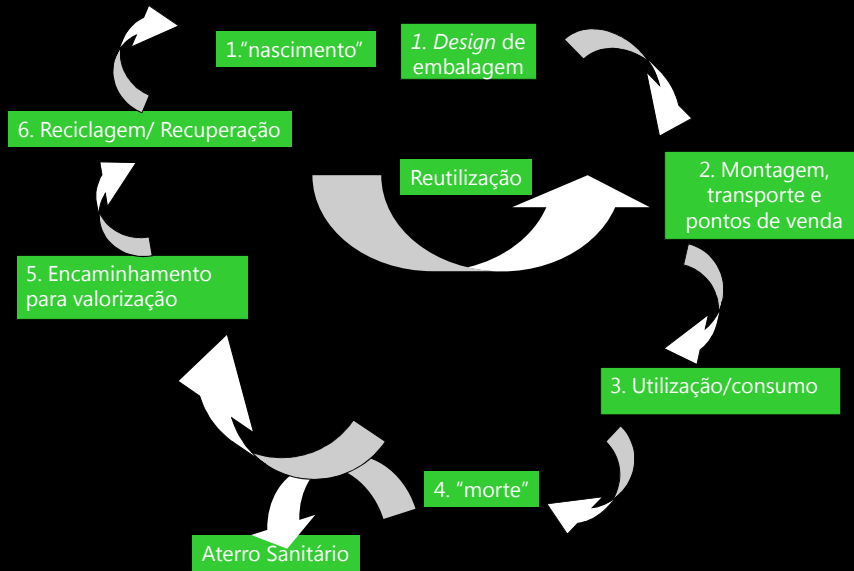 1.“nascimento”
1. Design de
embalagem
6. Reciclagem/ Recuperação
Reutilização
2. Montagem,
transporte e
pontos de venda
5. Encaminhamento
para valorização
3. Utilização/consumo
4. “morte”
Aterro Sanitário